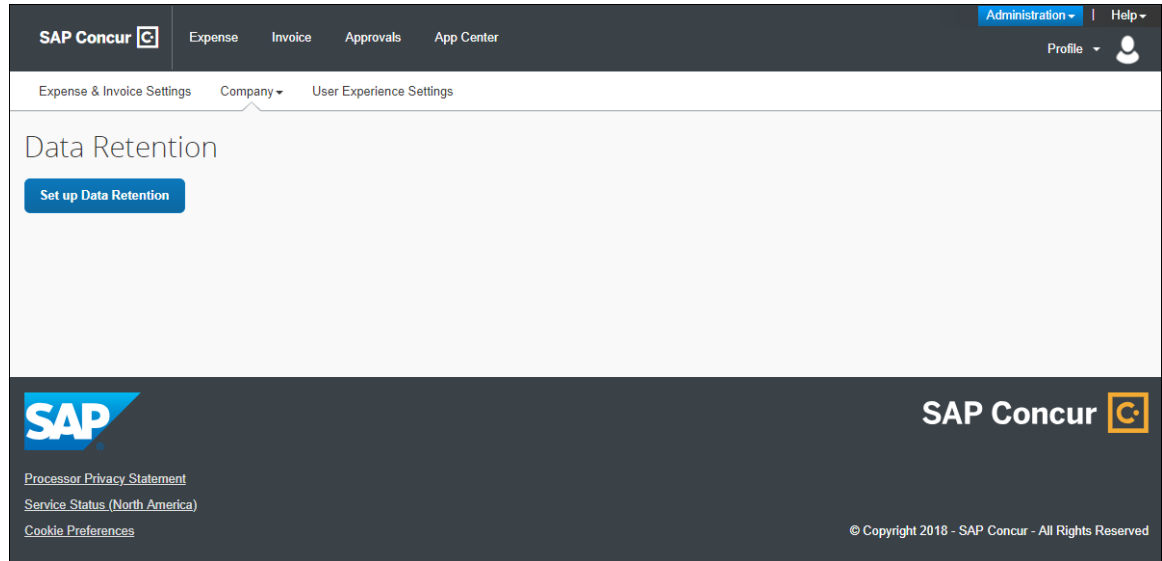 Administration | Help
SAP Concur C. Expense Invoice Approvals App Center
Profile
Expense & Invoice Settings Company User Experience Settings
Data Retention
Set up Data Retention
SAP
SAP Concur C.
Processor Privacy Statement
Service Status (North America)
Cookie Preferences
© Copyright 2018 - SAP Concur - All Rights Reserved